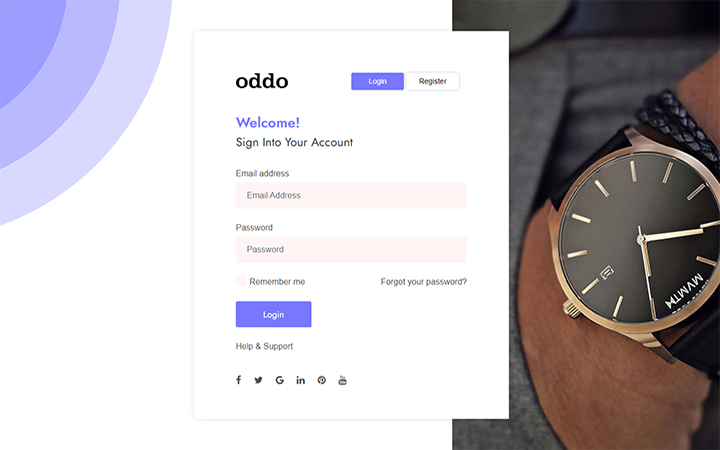 oddo
Login Register
Welcome!
Sign Into Your Account
Email address
Email Address
Password
Password
Remember me Forgot your password?
Login
Help & Support
MVMT